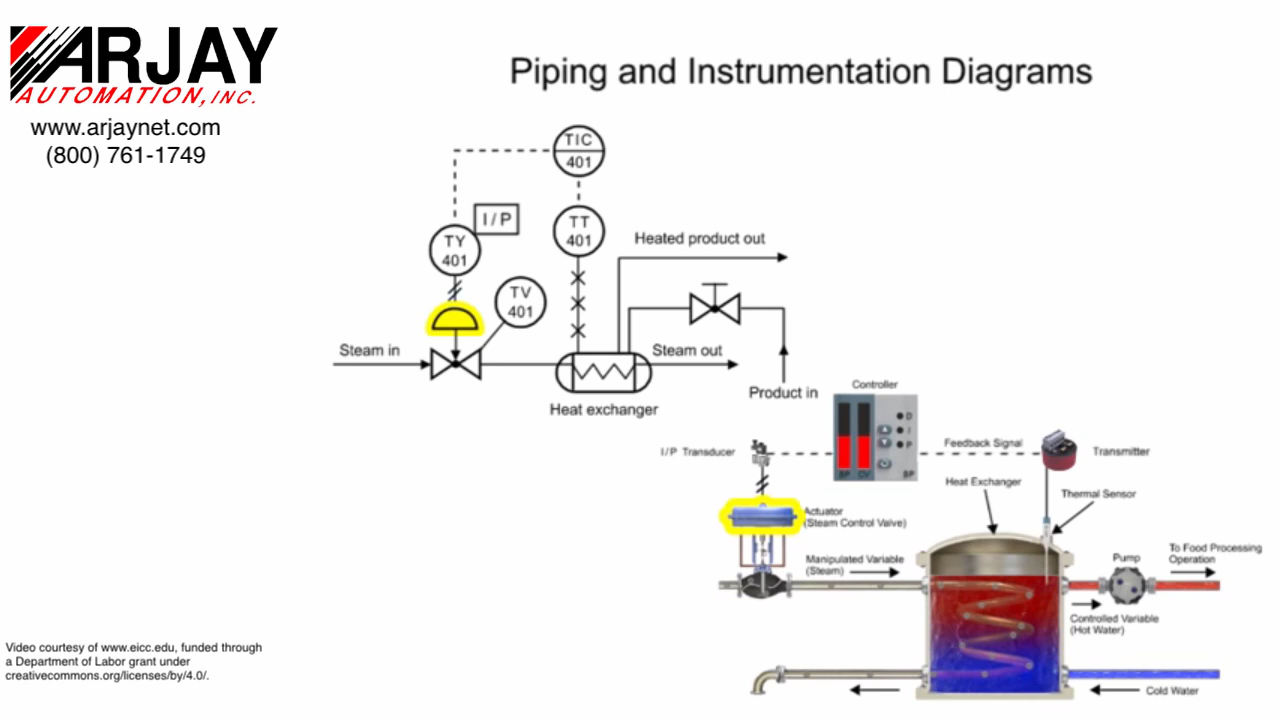 ARJAY
AUTOMATION, INC.
www.arjaynet.com
(800) 761-1749
Piping and Instrumentation Diagrams
TIC
401
I / P
TT
401
TY
401
Heated product out
TV
401
Steam in
Steam out
Product in
Heat exchanger
Controller
D
I
P
SP CV SP
I/P Transducer
Feedback Signal
Transmitter
Heat Exchanger
Thermal Sensor
Actuator
(Steam Control Valve)
Manipulated Variable
(Steam)
Pump
To Food Processing
Operation
Controlled Variable
(Hot Water)
Cold Water
Video courtesy of www.eicc.edu, funded through
a Department of Labor grant under
creativecommons.org/licenses/by/4.0/.